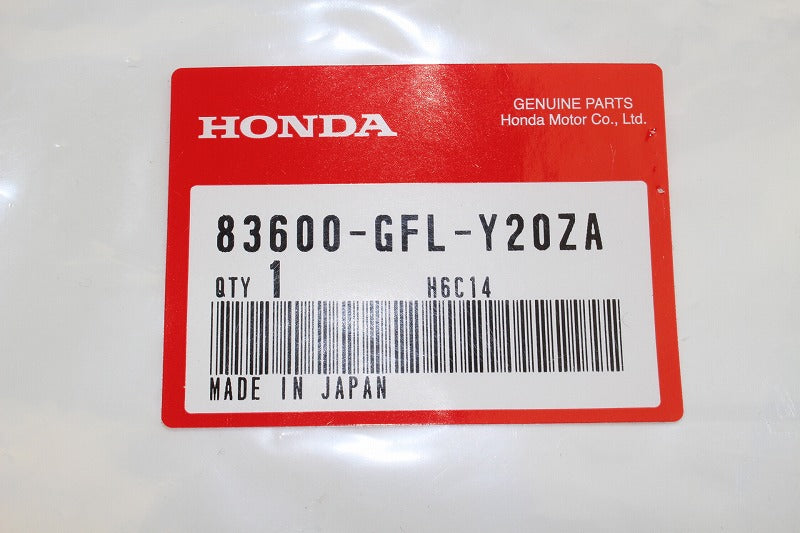 HONDA
GENUINE PARTS
Honda Motor Co., Ltd.
83600-GFL-Y20ZA
QTY 1 H6C14
MADE IN JAPAN